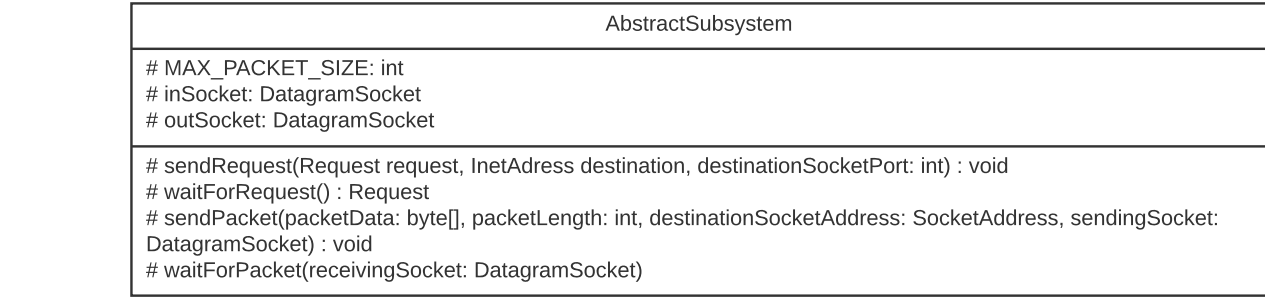 AbstractSubsystem
# MAX_PACKET_SIZE: int
# inSocket: DatagramSocket
# outSocket: DatagramSocket
# sendRequest(Request request, InetAdress destination, destinationSocketPort: int) : void
# waitForRequest() : Request
# sendPacket(packetData: byte[], packetLength: int, destinationSocketAddress: SocketAddress, sendingSocket:
DatagramSocket) : void
# waitForPacket(receivingSocket: DatagramSocket)